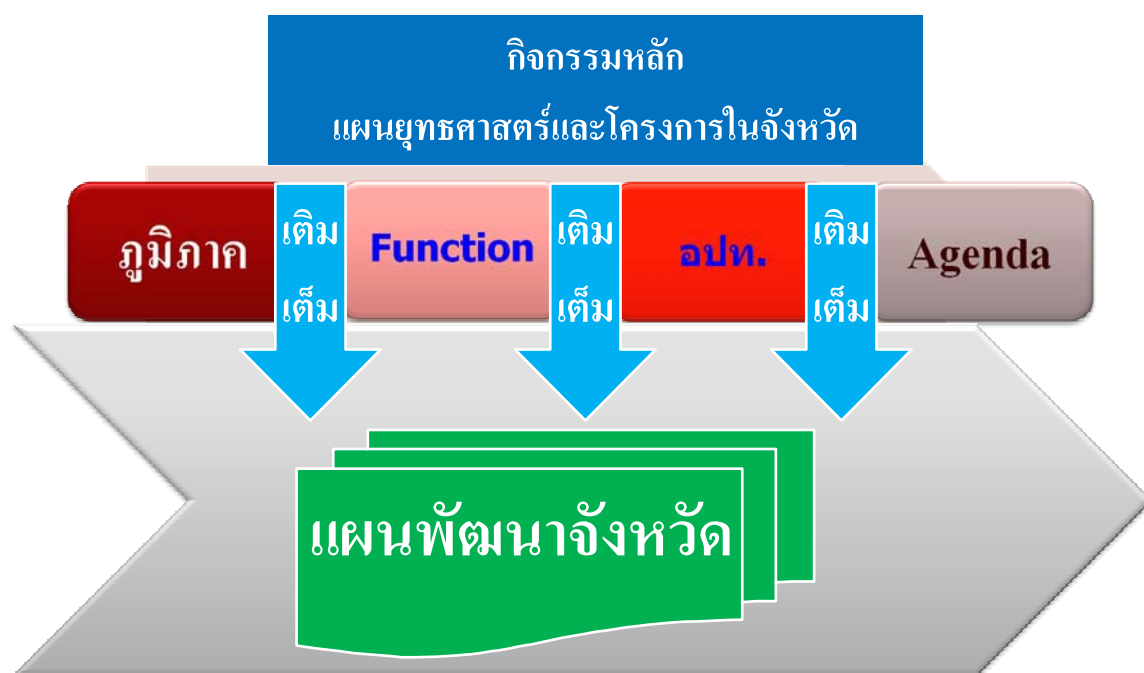 กิจกรรมหลัก
แผนยุทธศาสตร์และโครงการในจังหวัด
ภูมิภาค
เติม
เต็ม
Function
เติม
เต็ม
อปท.
เติม
เต็ม
Agenda
แผนพัฒนาจังหวัด